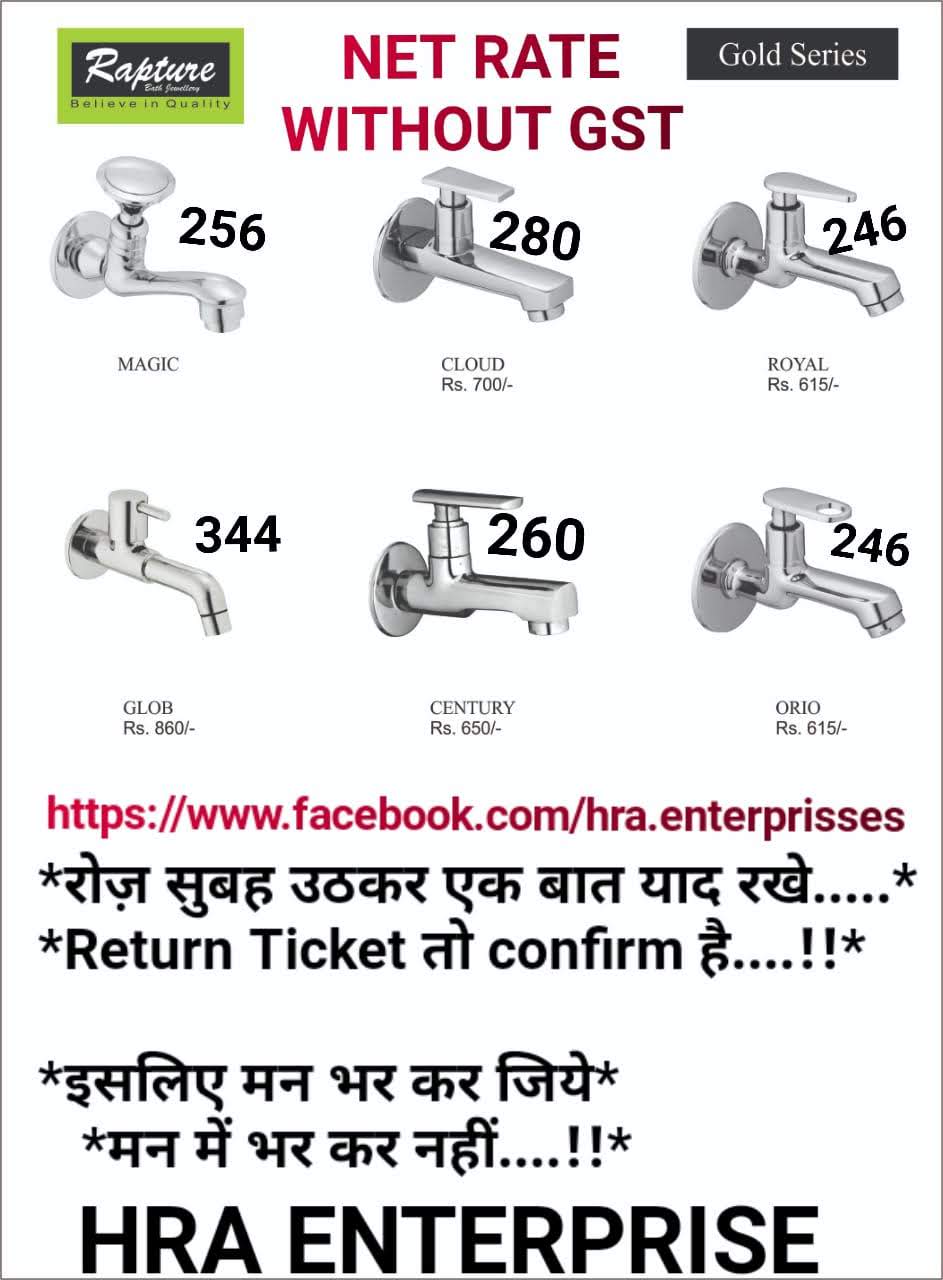 Rapture
Bath Jewellery
Believe in Quality
NET RATE
WITHOUT GST
Gold Series
256
280
246
MAGIC
CLOUD
Rs. 700/-
ROYAL
Rs. 615/-
344
260
246
GLOB
Rs. 860/-
CENTURY
Rs. 650/-
ORIO
Rs. 615/-
https://www.facebook.com/hra.enterprisses
*रोज़ सुबह उठकर एक बात याद रखे.....*
*Return Ticket तो confirm है....!!*
*इसलिए मन भर कर जिये*
*मन में भर कर नहीं....!!*
HRA ENTERPRISE